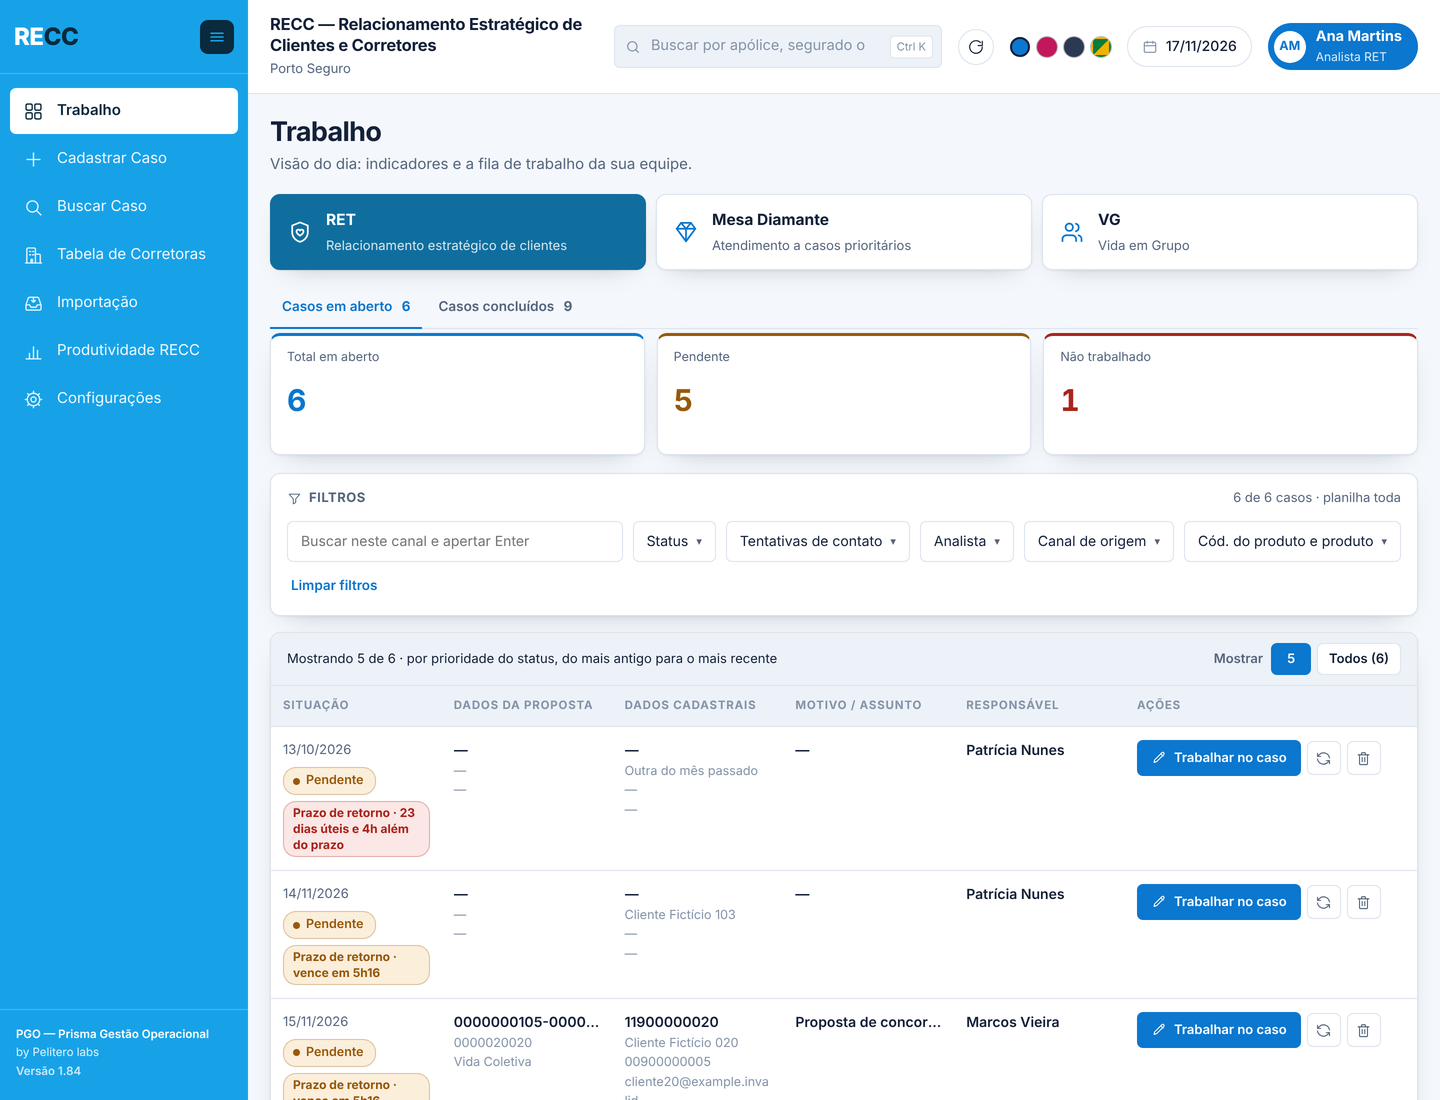 RECC
Trabalho
Cadastrar Caso
Buscar Caso
Tabela de Corretoras
Importação
Produtividade RECC
Configurações
PGO — Prisma Gestão Operacional
by Pelitero labs
Versão 1.84
RECC — Relacionamento Estratégico de
Clientes e Corretores
Porto Seguro
Buscar por apólice, segurado o
Ctrl K
17/11/2026
AM
Ana Martins
Analista RET
Trabalho
Visão do dia: indicadores e a fila de trabalho da sua equipe.
RET
Relacionamento estratégico de clientes
Mesa Diamante
Atendimento a casos prioritários
VG
Vida em Grupo
Casos em aberto 6
Casos concluídos 9
Total em aberto
6
Pendente
5
Não trabalhado
1
FILTROS
6 de 6 casos · planilha toda
Buscar neste canal e apertar Enter
Status ▾
Tentativas de contato ▾
Analista ▾
Canal de origem ▾
Cód. do produto e produto ▾
Limpar filtros
Mostrando 5 de 6 · por prioridade do status, do mais antigo para o mais recente
Mostrar
5
Todos (6)
SITUAÇÃO
DADOS DA PROPOSTA
DADOS CADASTRAIS
MOTIVO / ASSUNTO
RESPONSÁVEL
AÇÕES
13/10/2026
Pendente
Prazo de retorno · 23
dias úteis e 4h além
do prazo
—
—
—
—
Outra do mês passado
—
—
—
Patrícia Nunes
Trabalhar no caso
14/11/2026
Pendente
Prazo de retorno ·
vence em 5h16
—
—
—
—
Cliente Fictício 103
—
—
—
Patrícia Nunes
Trabalhar no caso
15/11/2026
Pendente
Prazo de retorno ·
vence em 5h16
0000000105-0000...
0000020020
Vida Coletiva
11900000020
Cliente Fictício 020
00900000005
cliente20@example.inva
lid
Proposta de concor...
Marcos Vieira
Trabalhar no caso